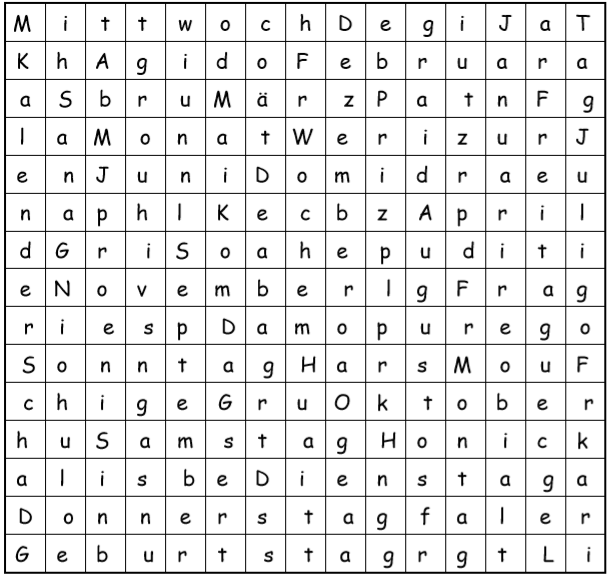 M i t t w o c h D e g i J a T
K h A g i d o F e b r u a r a
a S b r u M ä r z P a t n F g
l a M o n a t W e r i z u r J
e n J u n i D o m i d r a e u
n a p h l K e c b z A p r i l
d G r i S o a h e p u d i t i
e N o v e m b e r l g F r a g
r i e s p D a m o p u r e g o
S o n n t a g H a r s M o u F
c h i g e G r u O k t o b e r
h u S a m s t a g H o n i c k
a l i s b e D i e n s t a g a
D o n n e r s t a g f a l e r
G e b u r t s t a g r g t L i